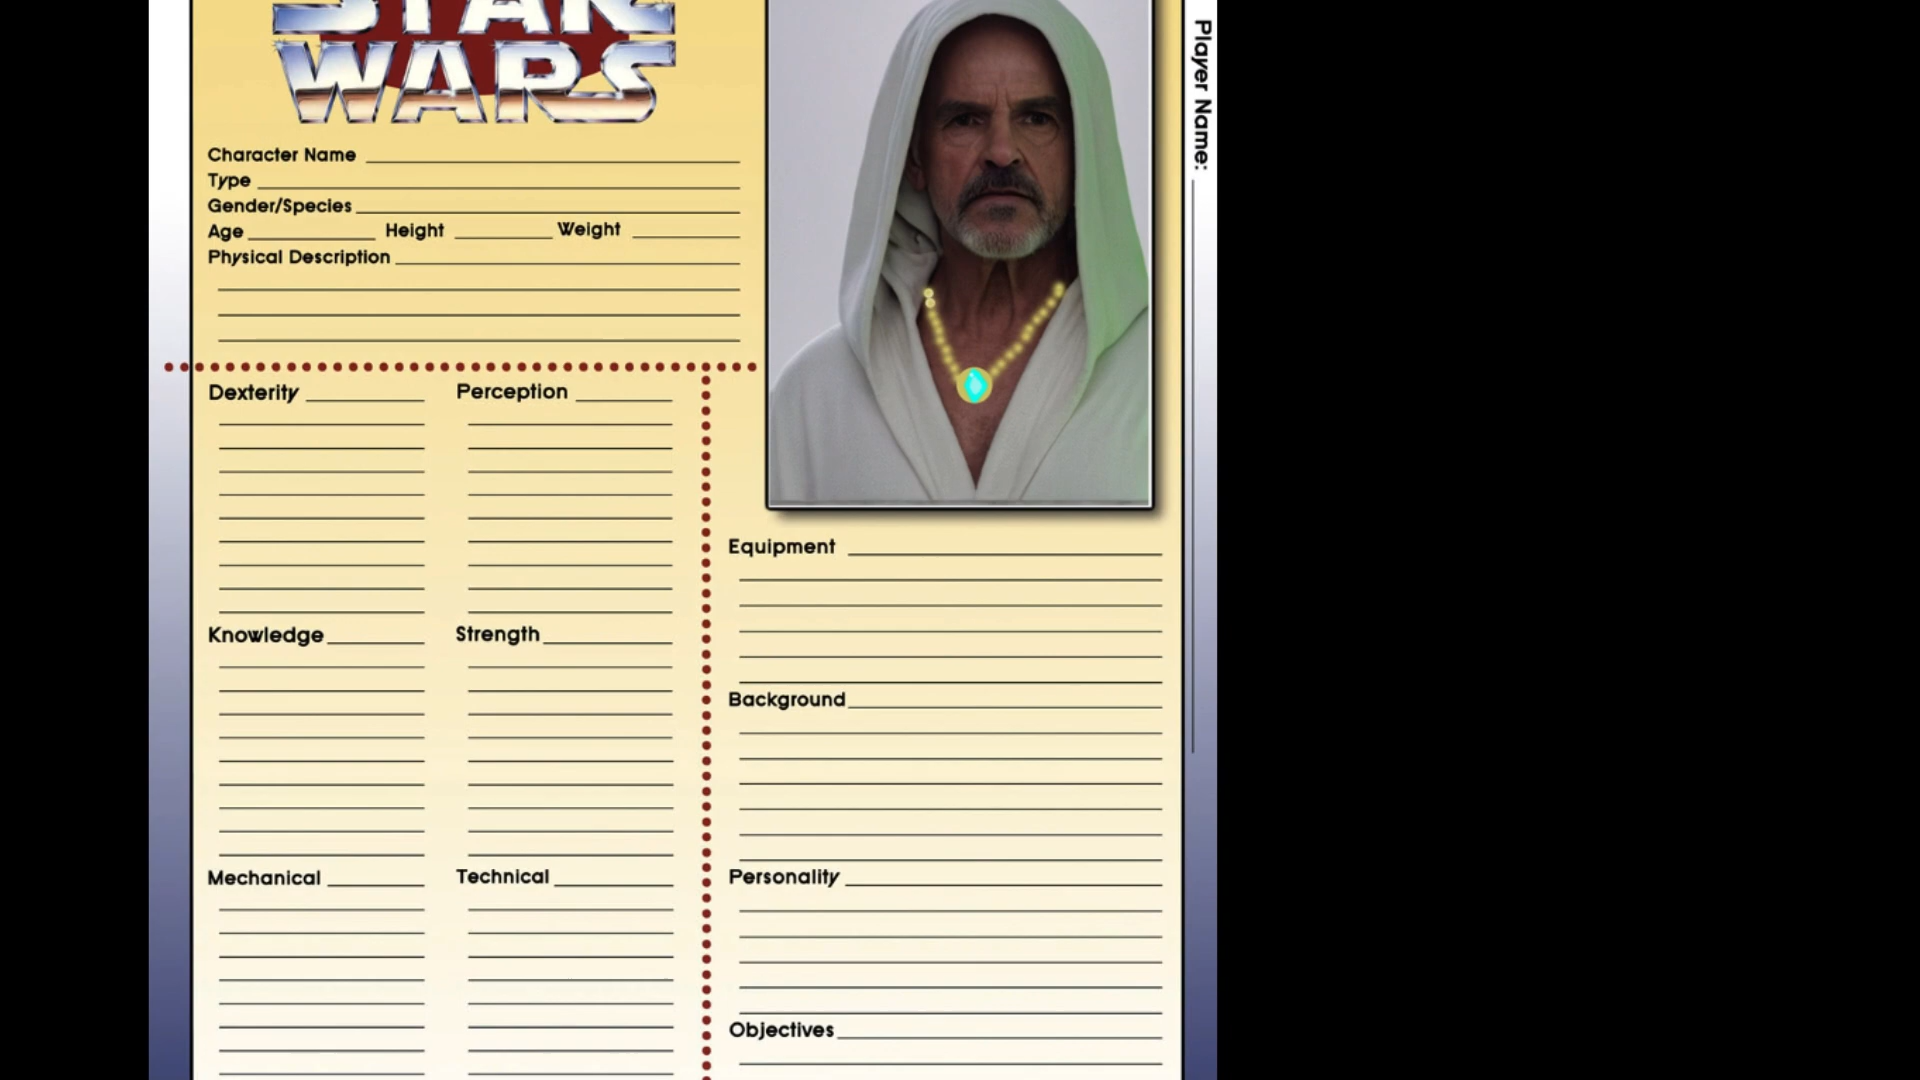 STAR
WARS
Character Name
Type
Gender/Species
Age Height Weight
Physical Description
Dexterity Perception
Knowledge Strength
Mechanical Technical
Equipment
Background
Personality
Objectives
Player Name: